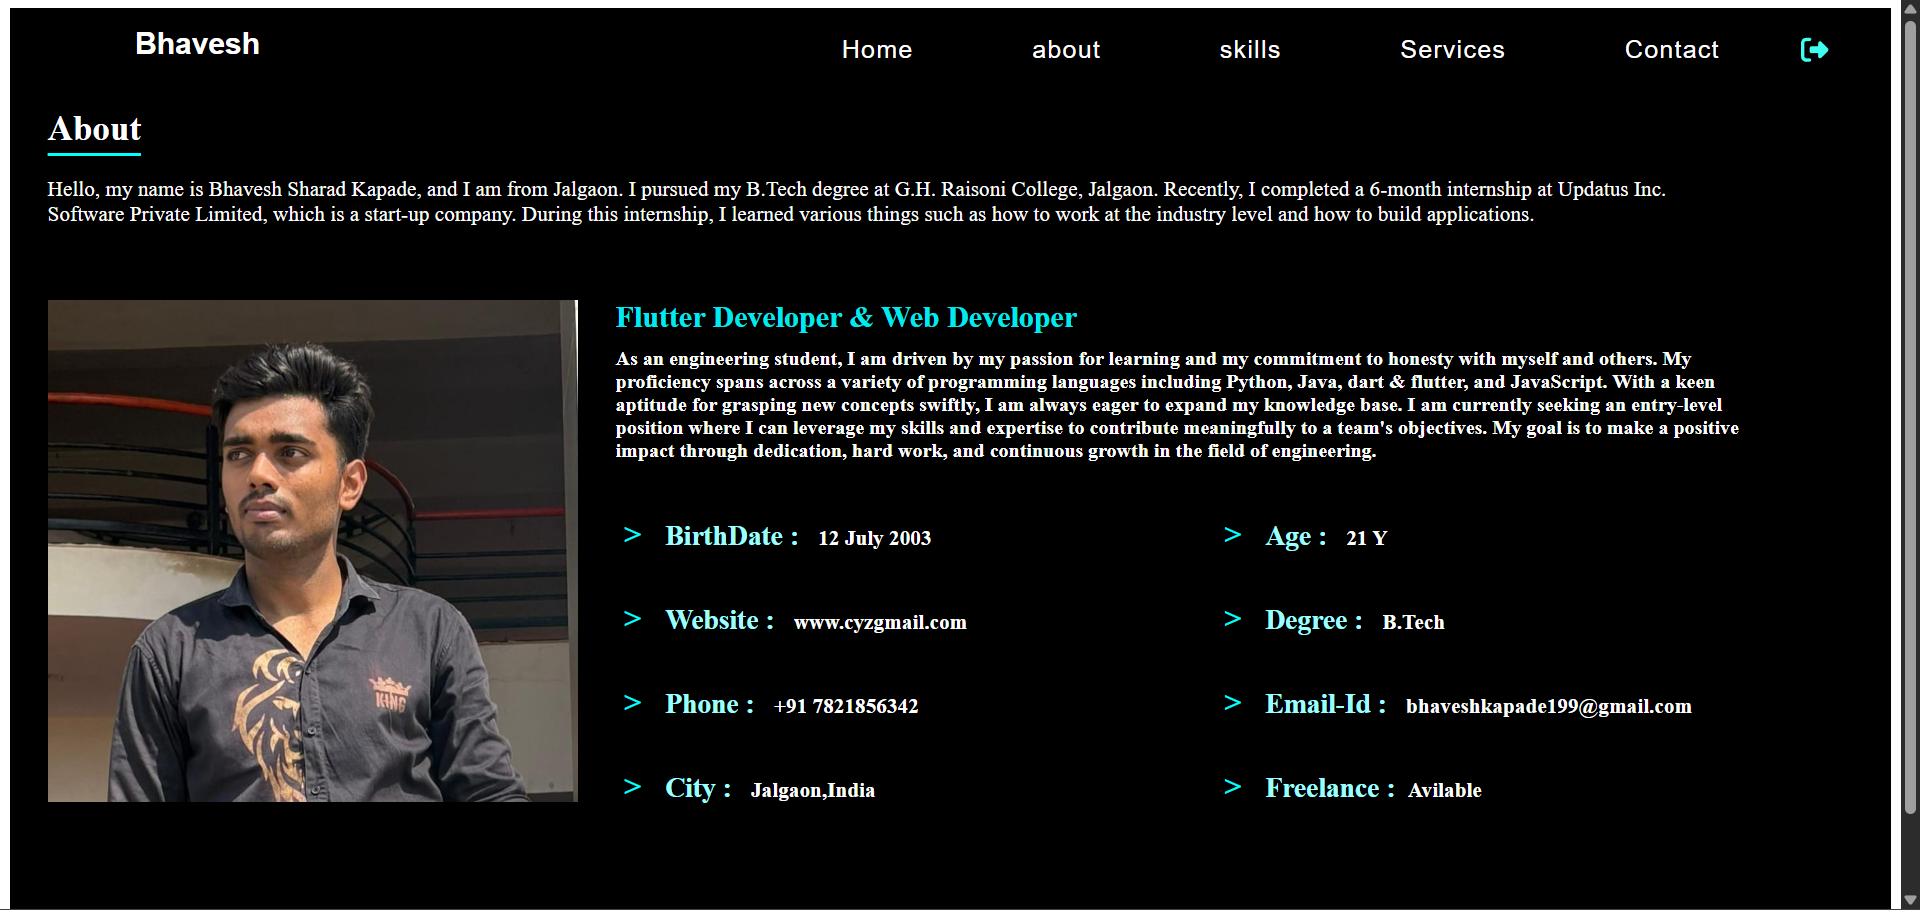 Bhavesh
Home about skills Services Contact
About
Hello, my name is Bhavesh Sharad Kapade, and I am from Jalgaon. I pursued my B.Tech degree at G.H. Raisoni College, Jalgaon. Recently, I completed a 6-month internship at Updatus Inc.
Software Private Limited, which is a start-up company. During this internship, I learned various things such as how to work at the industry level and how to build applications.
Flutter Developer & Web Developer
As an engineering student, I am driven by my passion for learning and my commitment to honesty with myself and others. My
proficiency spans across a variety of programming languages including Python, Java, dart & flutter, and JavaScript. With a keen
aptitude for grasping new concepts swiftly, I am always eager to expand my knowledge base. I am currently seeking an entry-level
position where I can leverage my skills and expertise to contribute meaningfully to a team's objectives. My goal is to make a positive
impact through dedication, hard work, and continuous growth in the field of engineering.
> BirthDate : 12 July 2003
> Age : 21 Y
> Website : www.cyzgmail.com
> Degree : B.Tech
> Phone : +91 7821856342
> Email-Id : bhaveshkapade199@gmail.com
> City : Jalgaon,India
> Freelance : Avilable
KING